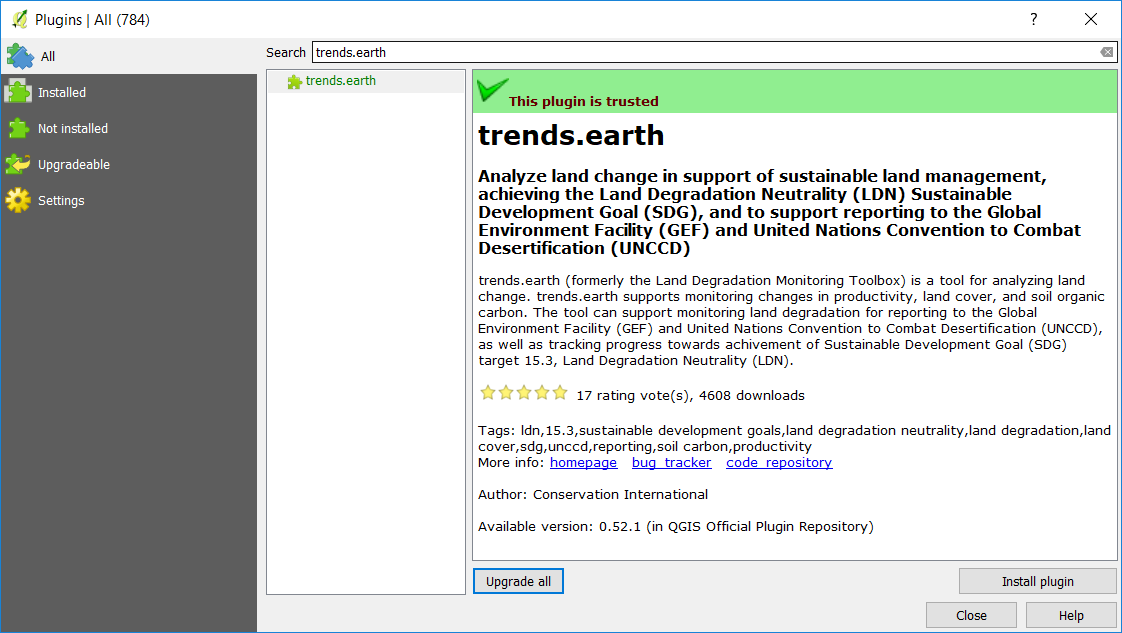 Plugins | All (784)
?
All
Installed
Not installed
Upgradeable
Settings
Search
trends.earth
trends.earth
This plugin is trusted
trends.earth
Analyze land change in support of sustainable land management,
achieving the Land Degradation Neutrality (LDN) Sustainable
Development Goal (SDG), and to support reporting to the Global
Environment Facility (GEF) and United Nations Convention to Combat
Desertification (UNCCD)
trends.earth (formerly the Land Degradation Monitoring Toolbox) is a tool for analyzing land
change. trends.earth supports monitoring changes in productivity, land cover, and soil organic
carbon. The tool can support monitoring land degradation for reporting to the Global
Environment Facility (GEF) and United Nations Convention to Combat Desertification (UNCCD),
as well as tracking progress towards achivement of Sustainable Development Goal (SDG)
target 15.3, Land Degradation Neutrality (LDN).
17 rating vote(s), 4608 downloads
Tags: ldn,15.3,sustainable development goals,land degradation neutrality,land degradation,land
cover,sdg,unccd,reporting,soil carbon,productivity
More info: homepage bug_tracker code_repository
Author: Conservation International
Available version: 0.52.1 (in QGIS Official Plugin Repository)
Upgrade all
Install plugin
Close
Help